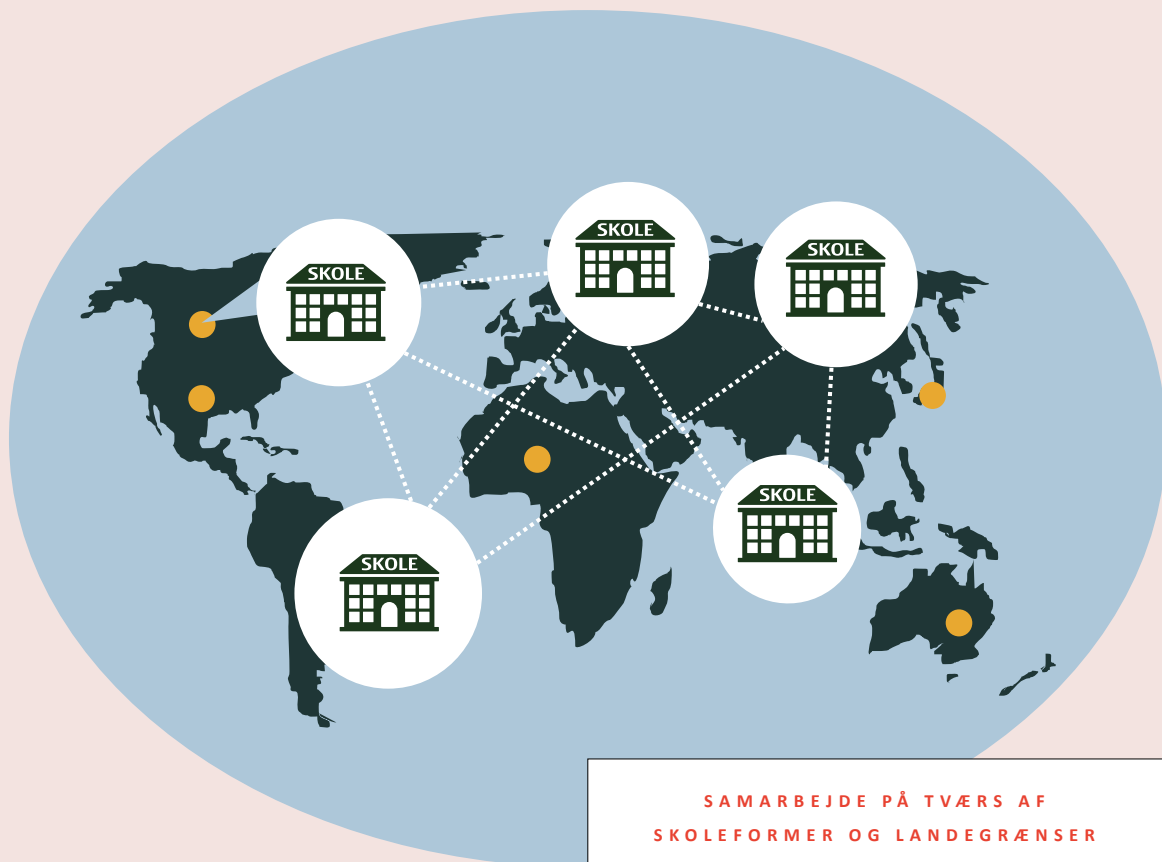 SKOLE
SKOLE
SKOLE
SKOLE
SKOLE
SAMARBEJDE PÅ TVÆRS AF
SKOLEFORMER OG LANDEGRÆNSER